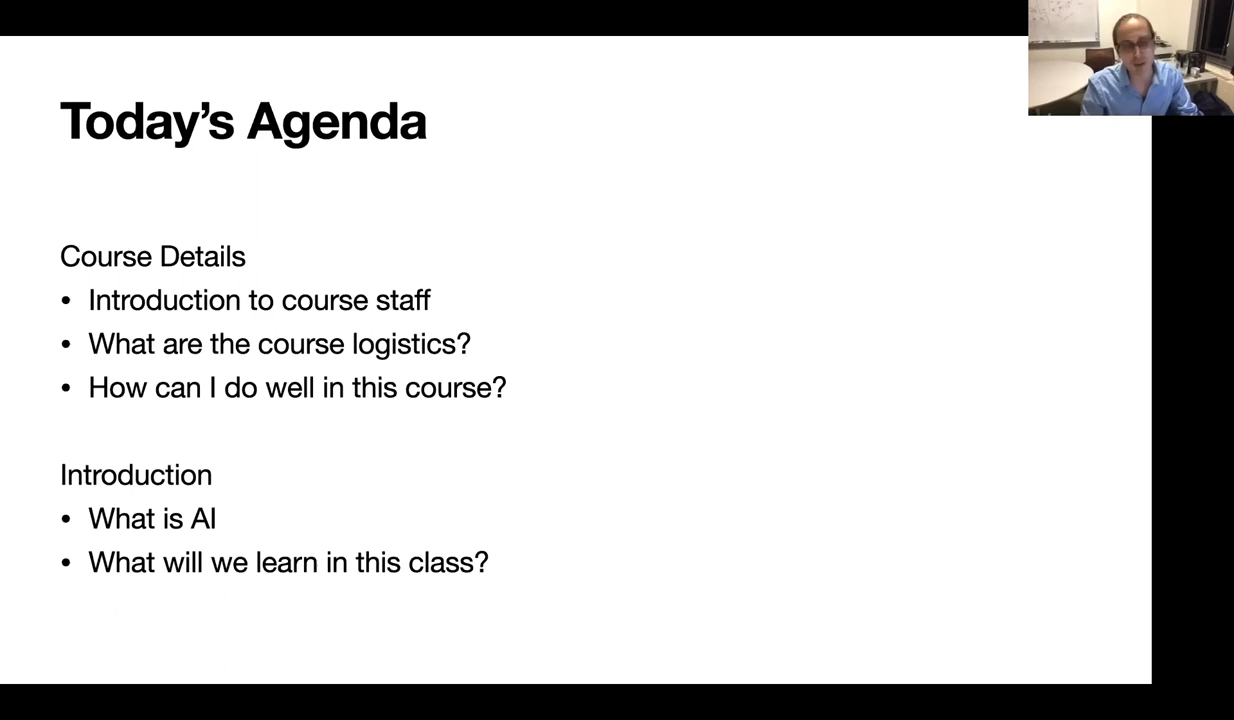 Today’s Agenda
Course Details
• Introduction to course staff
• What are the course logistics?
• How can I do well in this course?
Introduction
• What is AI
• What will we learn in this class?